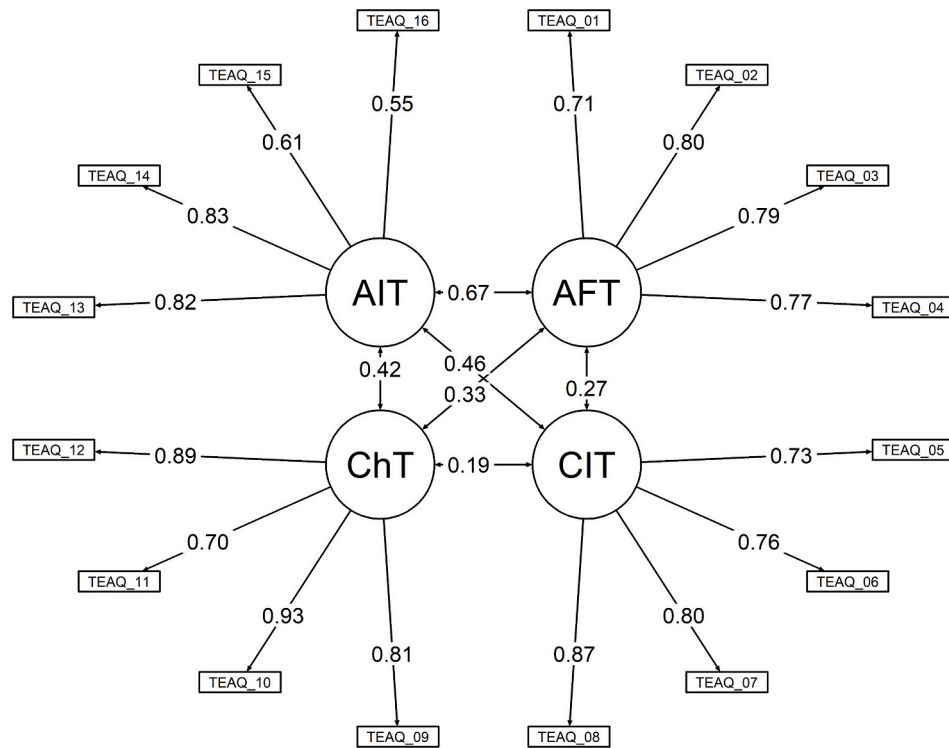 TEAQ_16
TEAQ_01
TEAQ_15
TEAQ_02
0.55
0.71
0.61
0.80
TEAQ_14
TEAQ_03
0.83
0.79
AIT
0.67
AFT
TEAQ_13
0.82
0.77
TEAQ_04
0.42
0.46
0.33
0.27
TEAQ_12
0.89
ChT
0.19
CIT
0.73
TEAQ_05
0.70
0.76
TEAQ_11
TEAQ_06
0.93
0.80
0.81
0.87
TEAQ_10
TEAQ_07
TEAQ_09
TEAQ_08